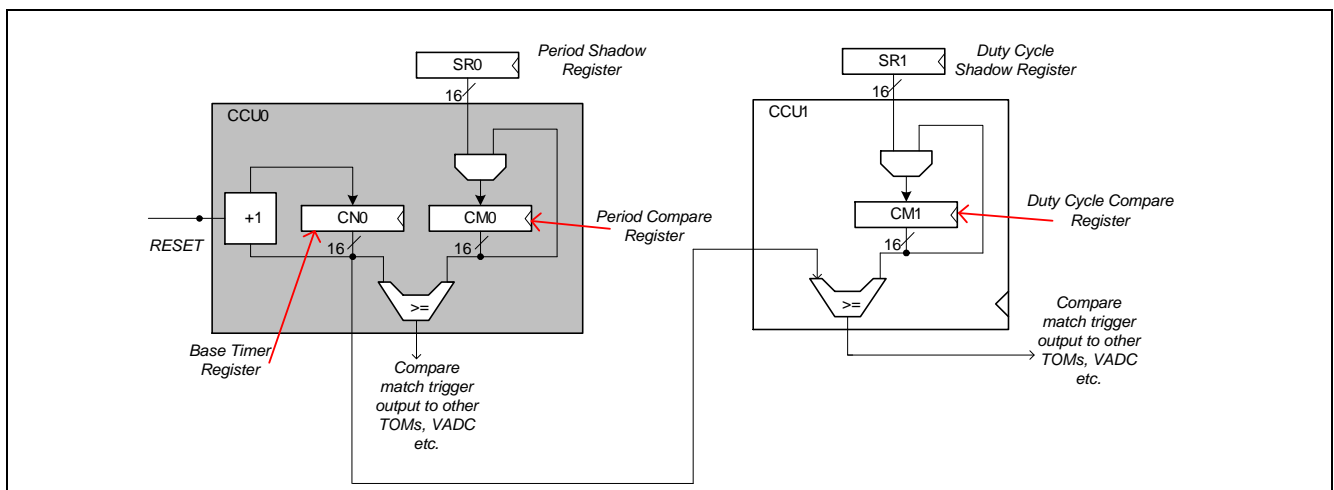 SR0
Period Shadow
Register
16
CCU0
+1
RESET
CN0
16
CM0
16
Period Compare
Register
>=
Base Timer
Register
Compare
match trigger
output to other
TOMs, VADC
etc.
SR1
Duty Cycle
Shadow Register
16
CCU1
CM1
16
Duty Cycle Compare
Register
>=
Compare
match trigger
output to other
TOMs, VADC
etc.